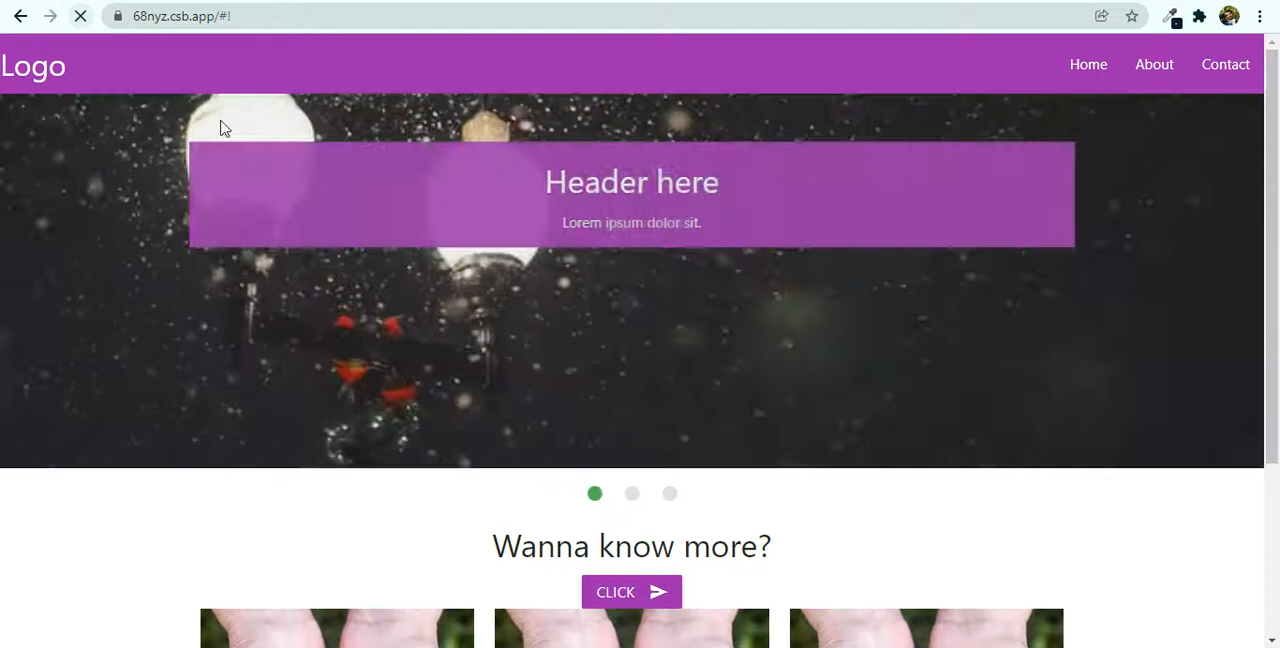 68nyz.csb.app/#!
Logo
Home About Contact
Header here
Lorem ipsum dolor sit.
Wanna know more?
CLICK